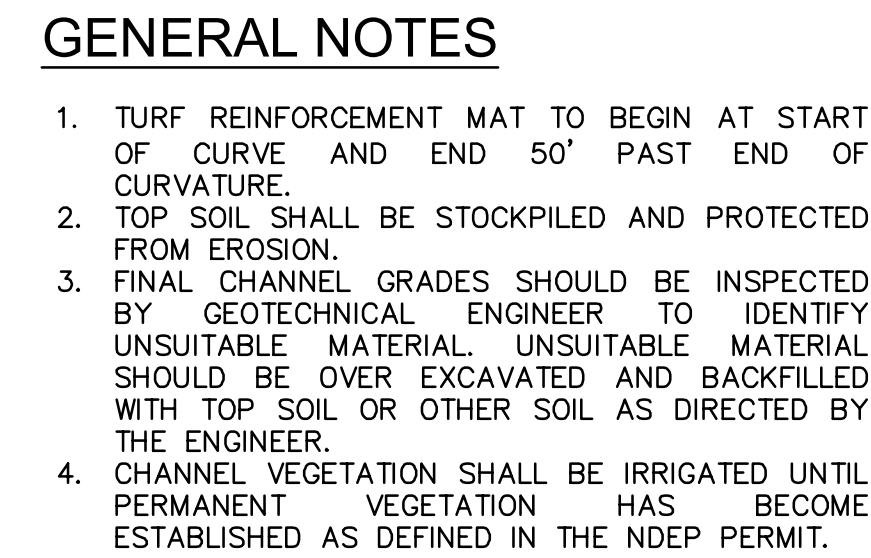 GENERAL NOTES
1. TURF REINFORCEMENT MAT TO BEGIN AT START
OF CURVE AND END 50' PAST END OF
CURVATURE.
2. TOP SOIL SHALL BE STOCKPILED AND PROTECTED
FROM EROSION.
3. FINAL CHANNEL GRADES SHOULD BE INSPECTED
BY GEOTECHNICAL ENGINEER TO IDENTIFY
UNSUITABLE MATERIAL. UNSUITABLE MATERIAL
SHOULD BE OVER EXCAVATED AND BACKFILLED
WITH TOP SOIL OR OTHER SOIL AS DIRECTED BY
THE ENGINEER.
4. CHANNEL VEGETATION SHALL BE IRRIGATED UNTIL
PERMANENT VEGETATION HAS BECOME
ESTABLISHED AS DEFINED IN THE NDEP PERMIT.